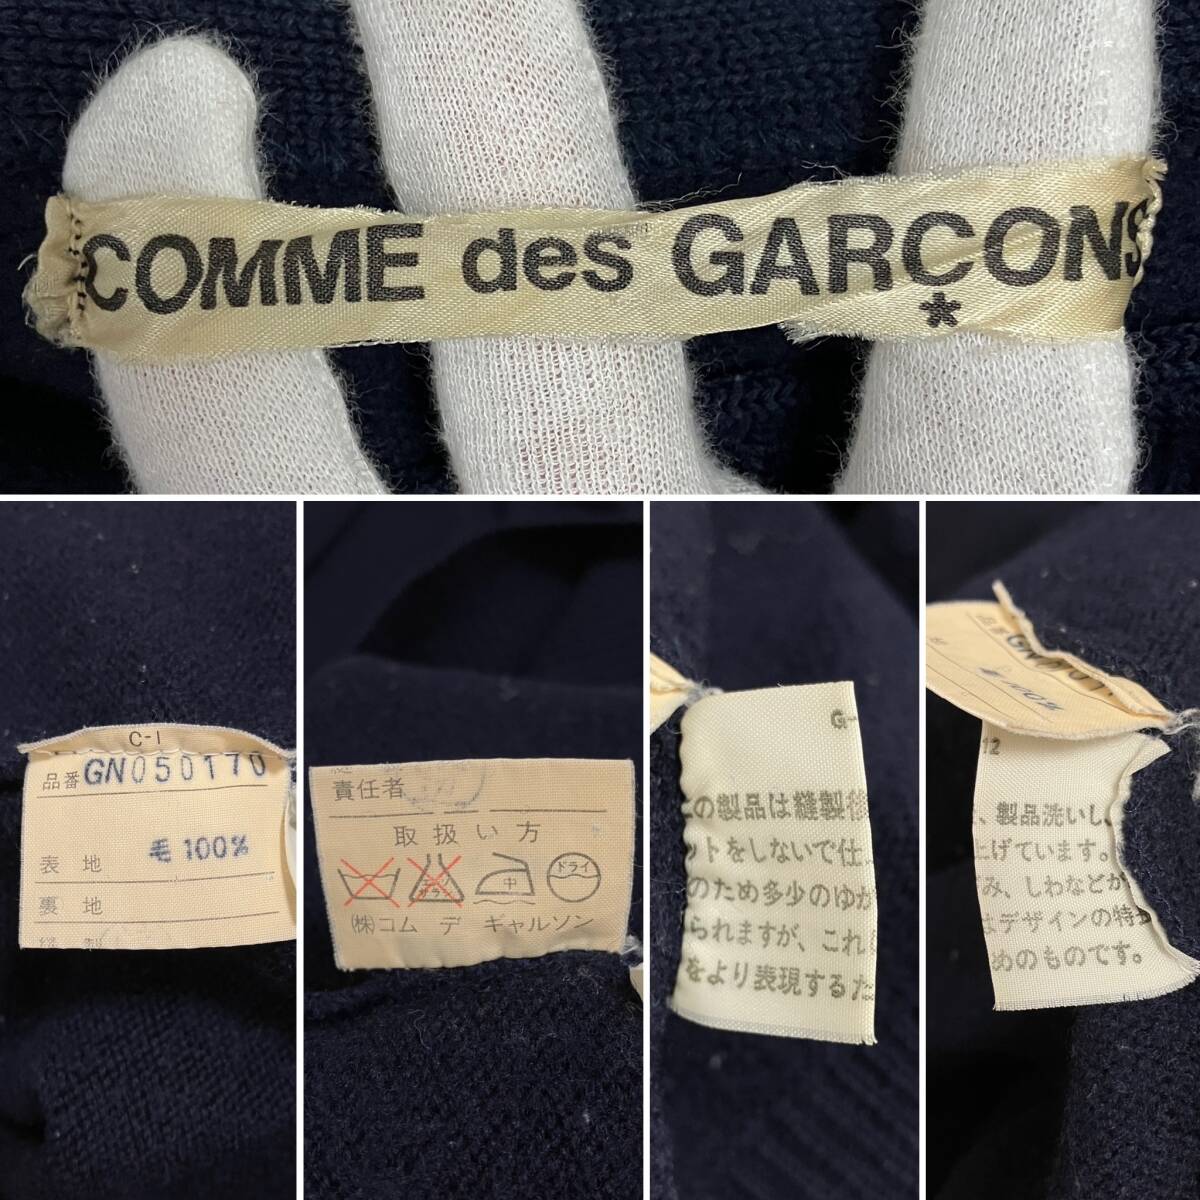 COMME des GARCONS
*
C-1
品番 GN050170
表地 毛 100%
裏地
責任者
取扱い方
中 ドライ
㈱コム デ ギャルソン
G-
この製品は縫製後
ットをしないで仕上
のため多少のゆが
られますが、これ
をより表現するた
品番 GN
12
、製品洗いし、
上げています。
み、しわなどが
はデザインの特
めのものです。